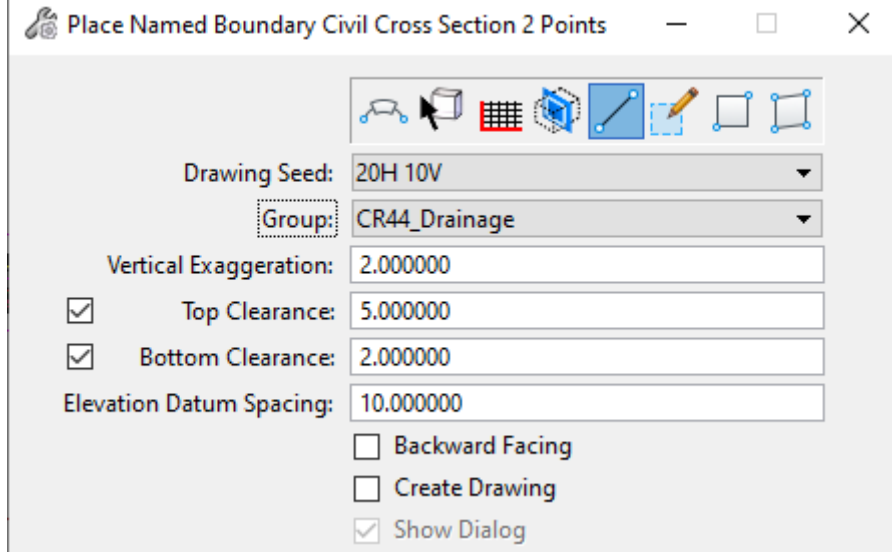 Place Named Boundary Civil Cross Section 2 Points
Drawing Seed: 20H 10V
Group: CR44_Drainage
Vertical Exaggeration: 2.000000
Top Clearance: 5.000000
Bottom Clearance: 2.000000
Elevation Datum Spacing: 10.000000
Backward Facing
Create Drawing
Show Dialog